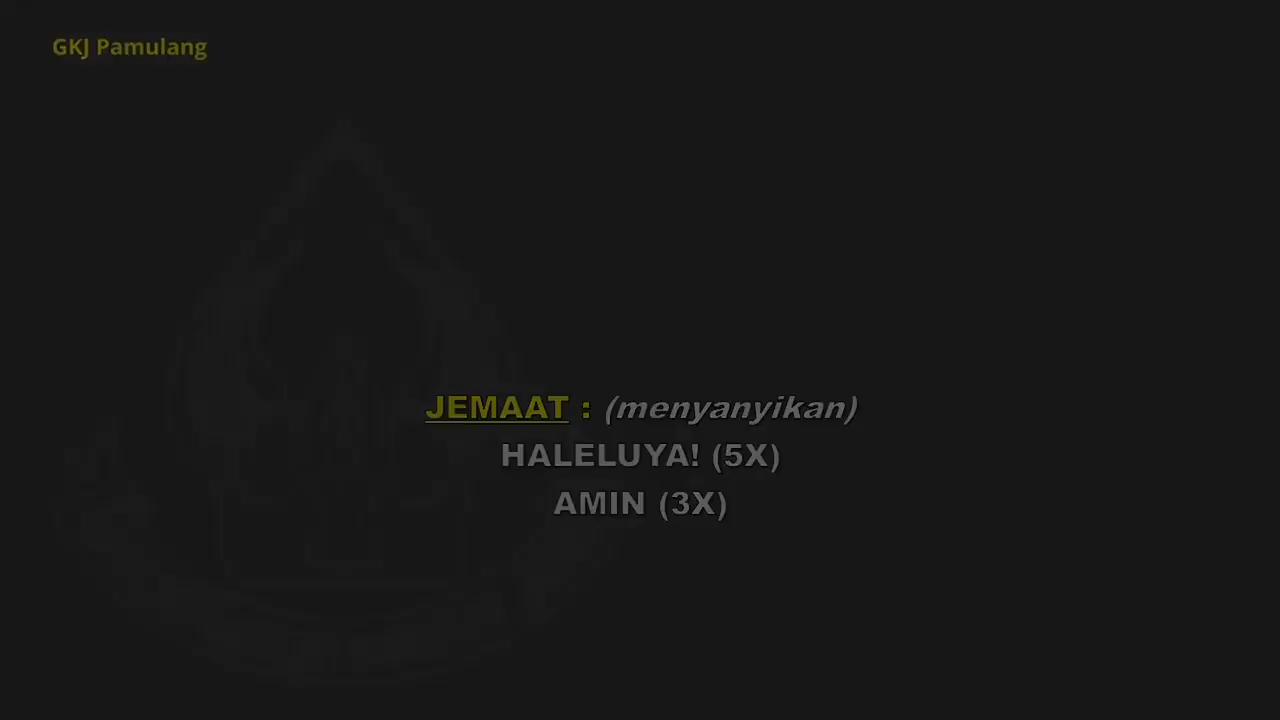 GKJ Pamulang
JEMAAT : (menyanyikan)
HALELUYA! (5X)
AMIN (3X)